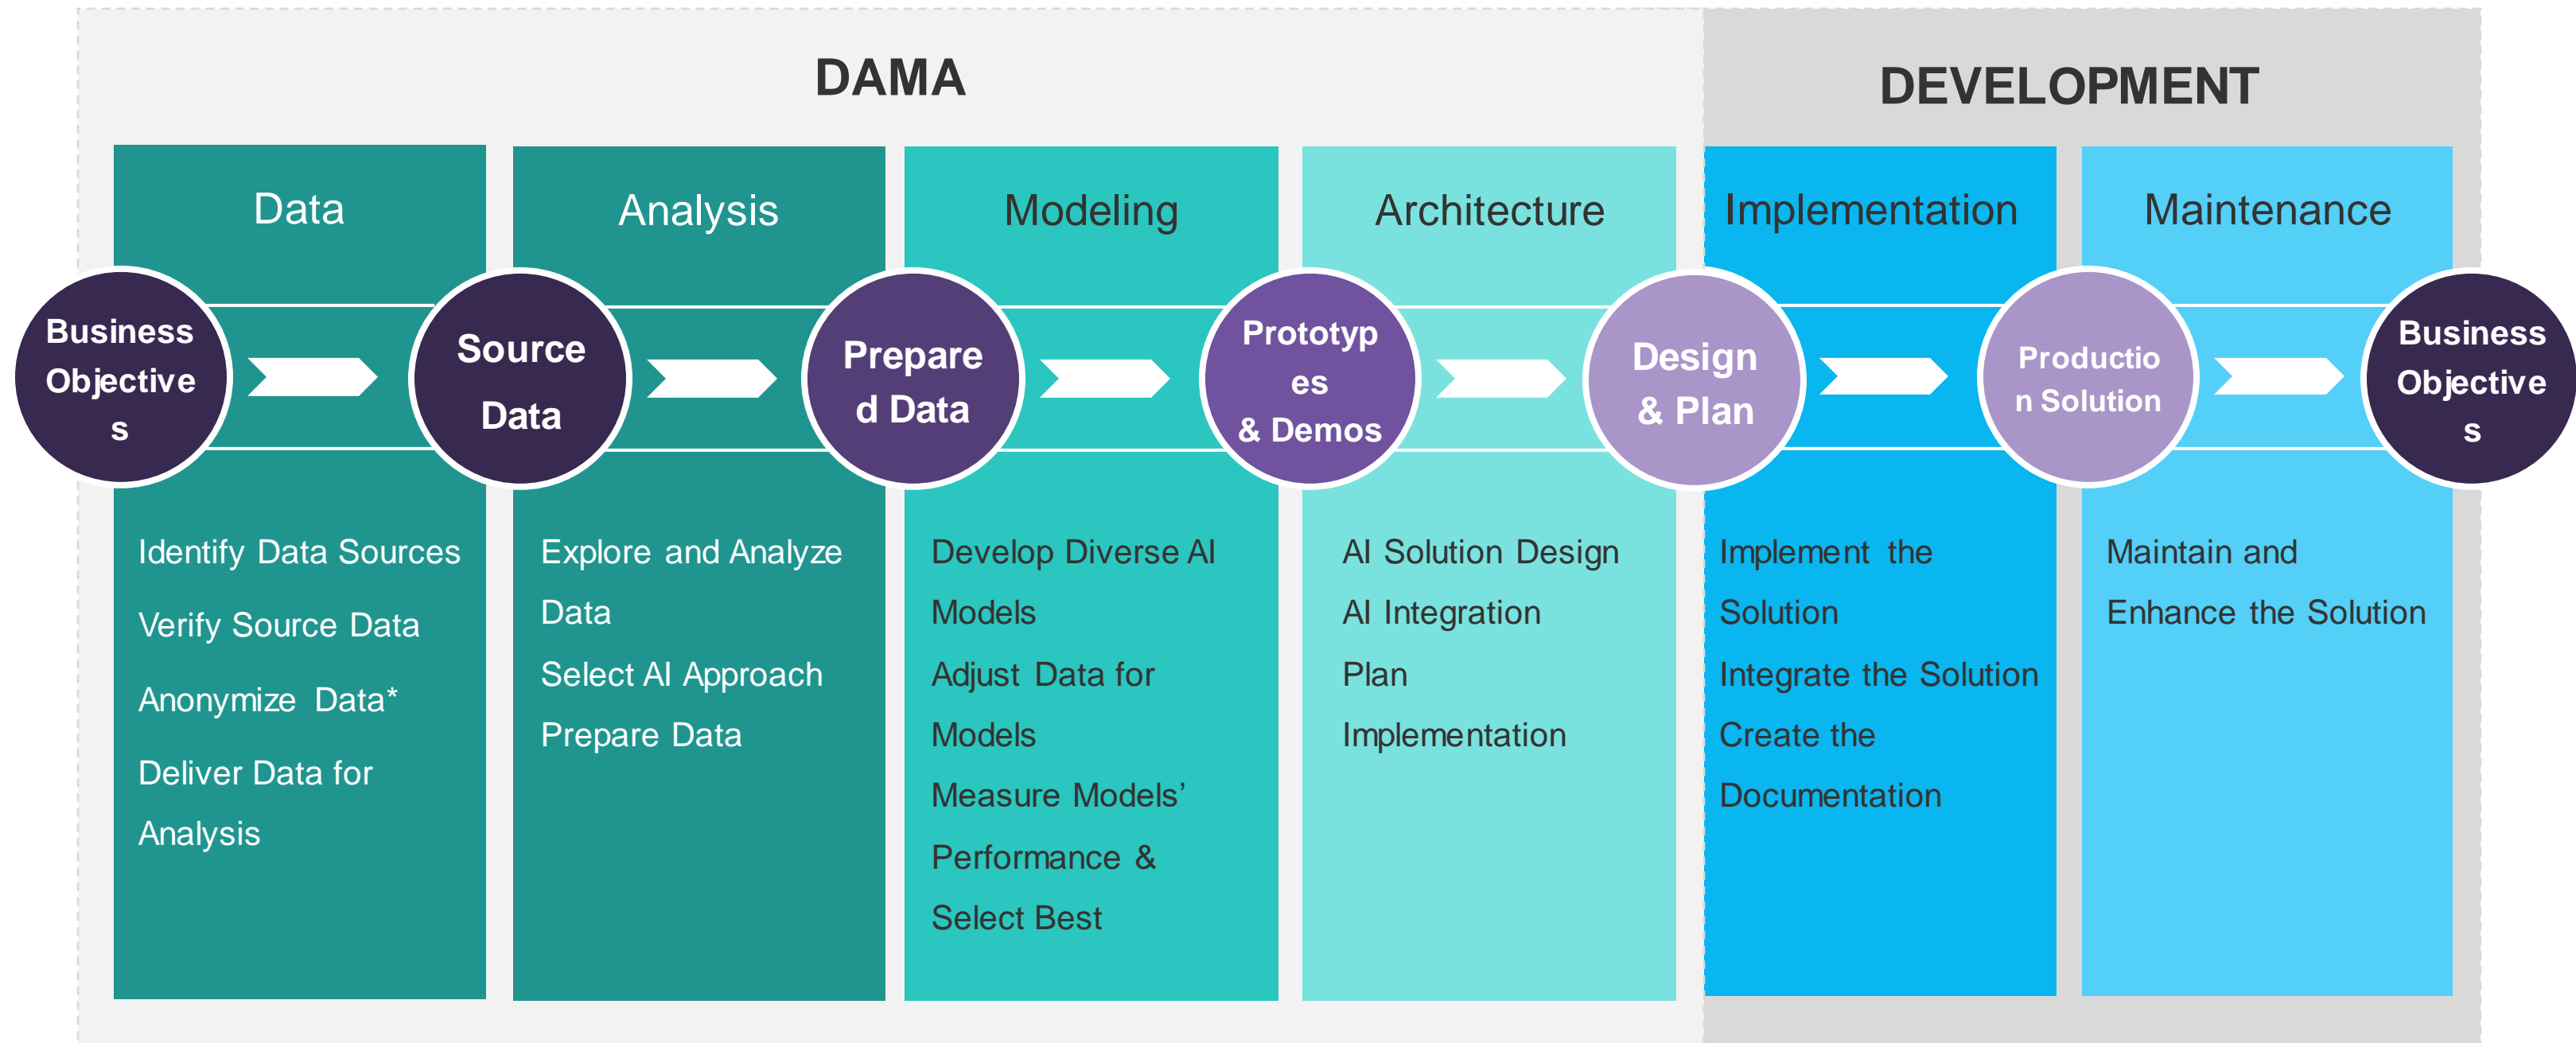 DAMA
DEVELOPMENT
Data
Analysis
Modeling
Architecture
Implementation
Maintenance
Business
Objective
s
Source
Data
Prepare
d Data
Prototyp
es
& Demos
Design
& Plan
Productio
n Solution
Business
Objective
s
Identify Data Sources
Verify Source Data
Anonymize Data*
Deliver Data for
Analysis
Explore and Analyze
Data
Select AI Approach
Prepare Data
Develop Diverse AI
Models
Adjust Data for
Models
Measure Models’
Performance &
Select Best
AI Solution Design
AI Integration
Plan
Implementation
Implement the
Solution
Integrate the Solution
Create the
Documentation
Maintain and
Enhance the Solution